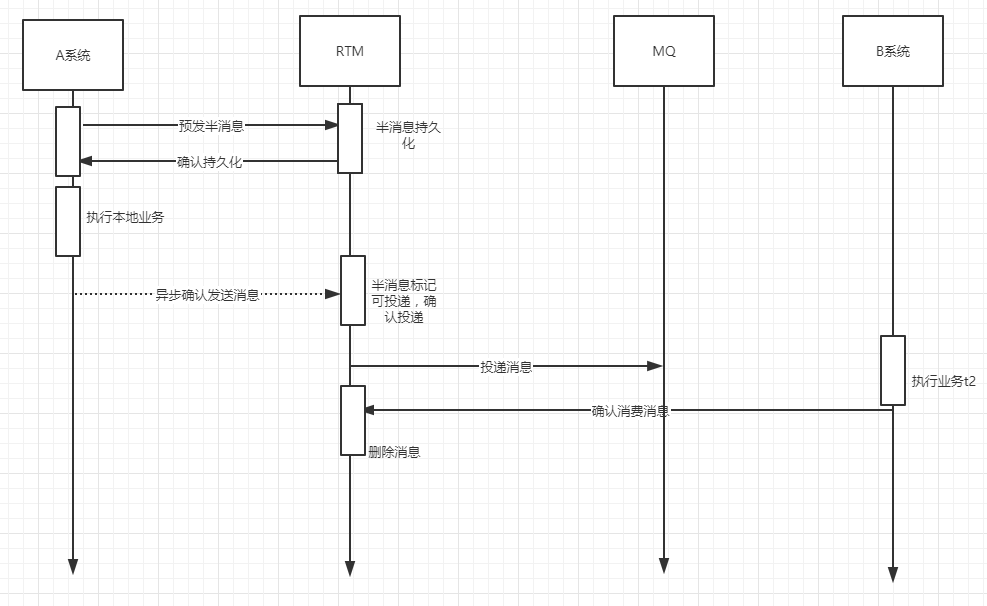 A系统
RTM
MQ
B系统
预发半消息
半消息持久
化
确认持久化
执行本地业务
异步确认发送消息
半消息标记
可投递，确
认投递
投递消息
执行业务t2
确认消费消息
删除消息